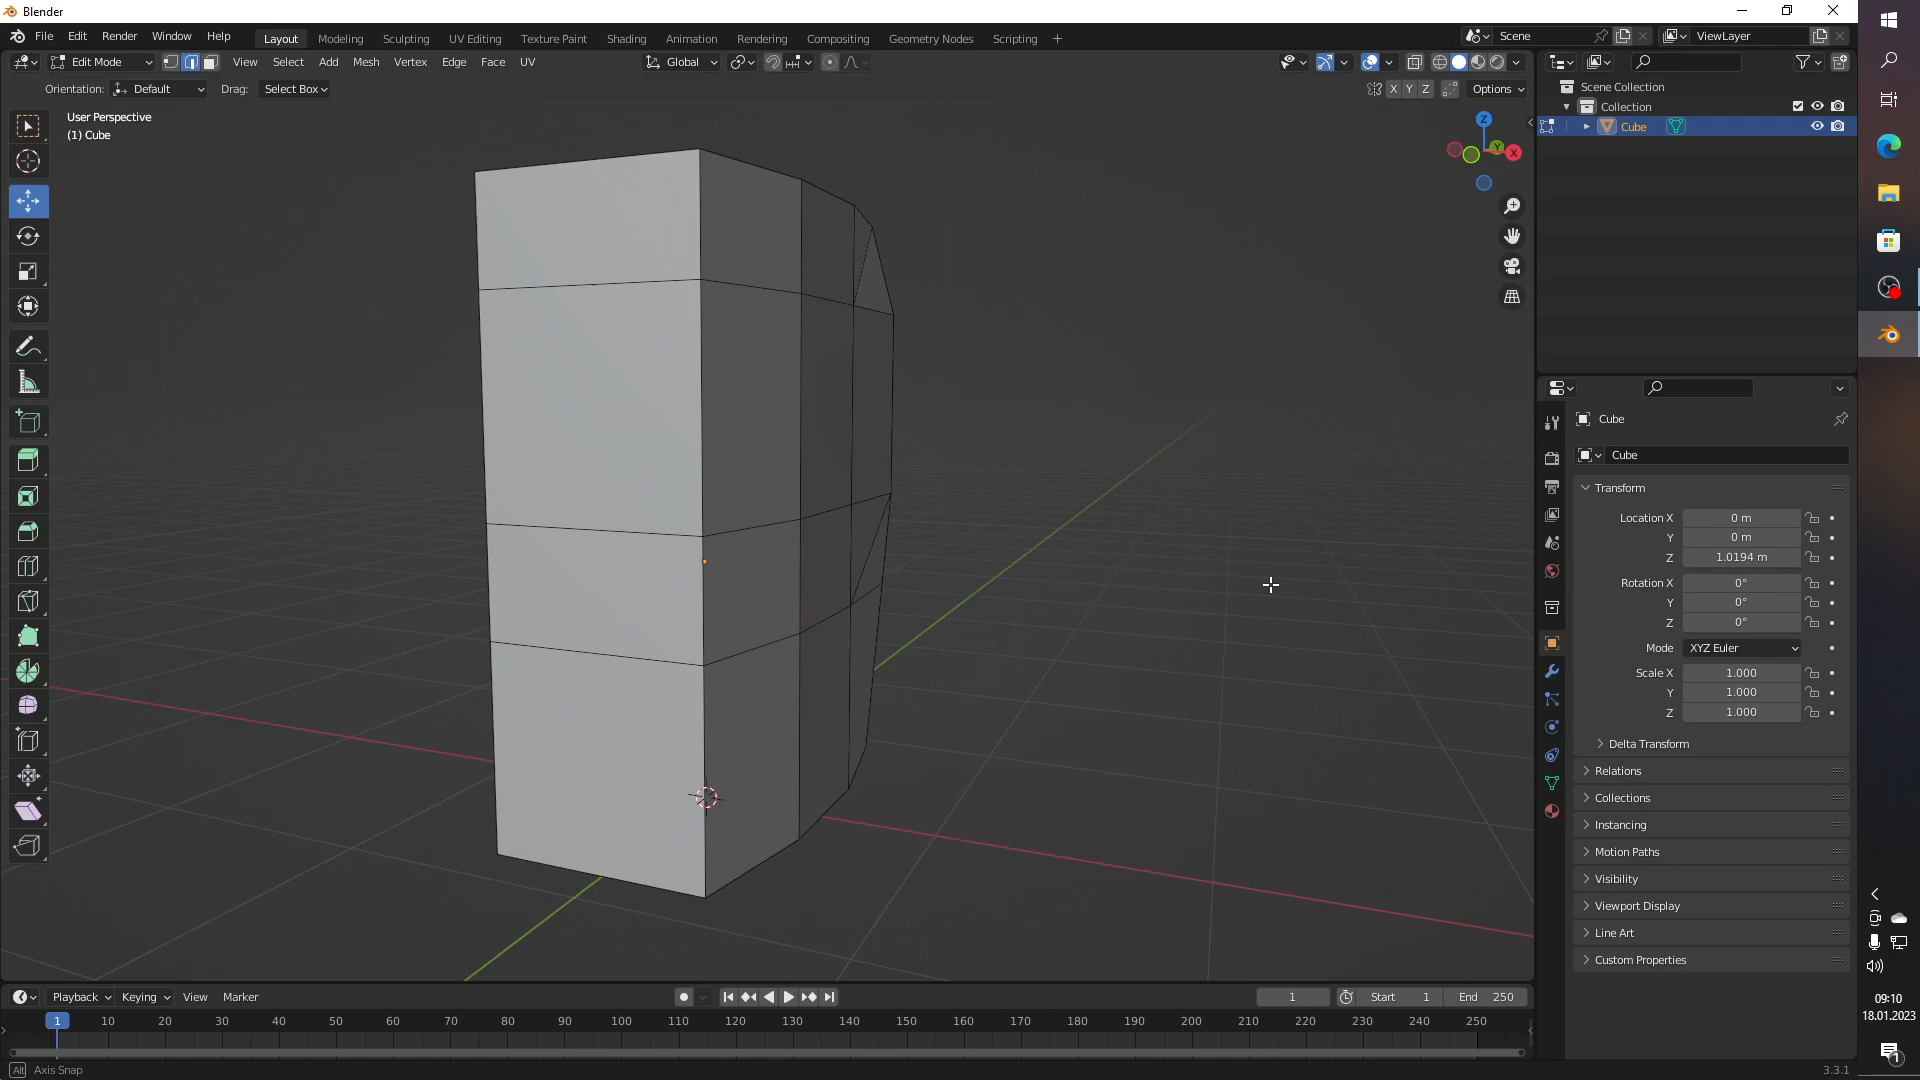 Blender
File Edit Render Window Help Layout Modeling Sculpting UV Editing Texture Paint Shading Animation Rendering Compositing Geometry Nodes Scripting + Scene ViewLayer
Edit Mode View Select Add Mesh Vertex Edge Face UV Global
Orientation: Default Drag: Select Box X Y Z Options
User Perspective
(1) Cube
Z
Y
X
Scene Collection
Collection
Cube
Cube
Cube
Transform
Location X 0 m
Y 0 m
Z 1.0194 m
Rotation X 0°
Y 0°
Z 0°
Mode XYZ Euler
Scale X 1.000
Y 1.000
Z 1.000
Delta Transform
Relations
Collections
Instancing
Motion Paths
Visibility
Viewport Display
Line Art
Custom Properties
Playback Keying View Marker 1 Start 1 End 250
1 10 20 30 40 50 60 70 80 90 100 110 120 130 140 150 160 170 180 190 200 210 220 230 240 250
Alt Axis Snap 3.3.1
09:10
18.01.2023
1